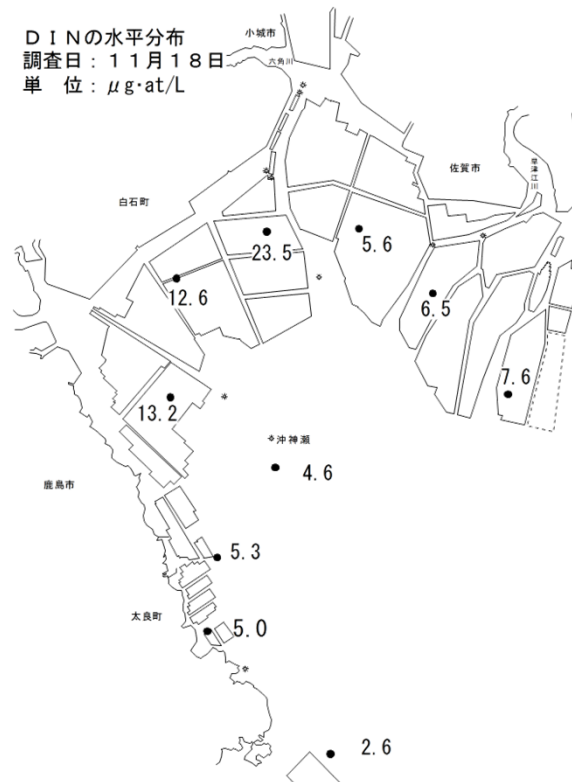 ＤＩＮの水平分布
調査日：１１月１８日
単　位：μg･at/L
小城市
六角川
佐賀市
早津江川
白石町
23.5
5.6
12.6
6.5
7.6
13.2
沖神瀬
4.6
鹿島市
5.3
太良町
5.0
2.6